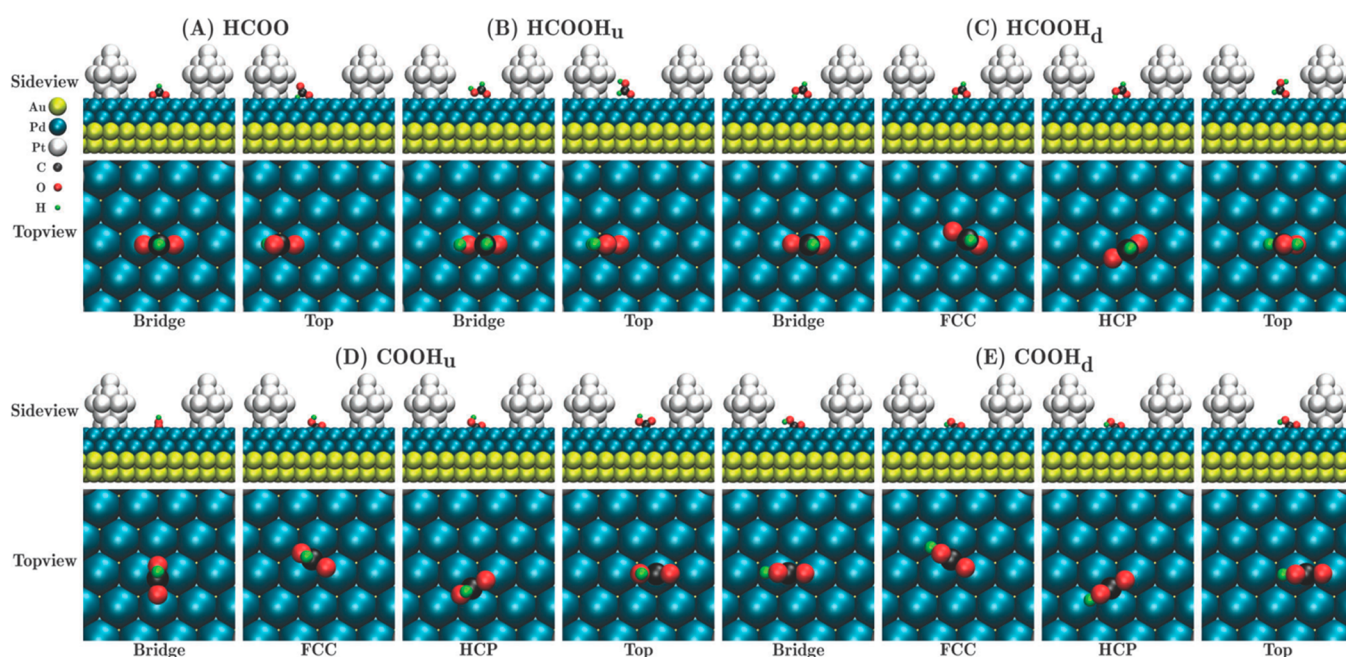 (A) HCOO
(B) HCOOHu
(C) HCOOHd
Sideview
Au
Pd
Pt
C
O
H
Topview
Bridge
Top
Bridge
Top
Bridge
FCC
HCP
Top
(D) COOHu
(E) COOHd
Sideview
Topview
Bridge
FCC
HCP
Top
Bridge
FCC
HCP
Top